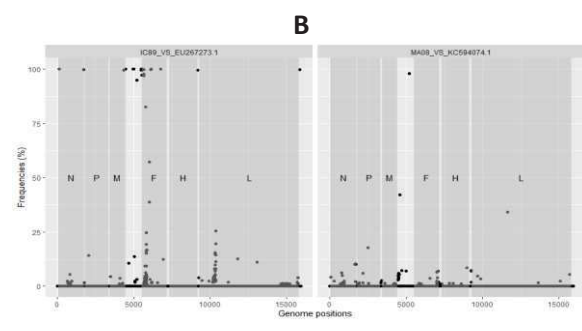 B
IC89_VS_EU267273.1 MA08_VS_KC594074.1
Frequencies (%)
100
75
50
25
0
N P M F H L N P M F H L
0 5000 10000 15000 0 5000 10000 15000
Genome positions